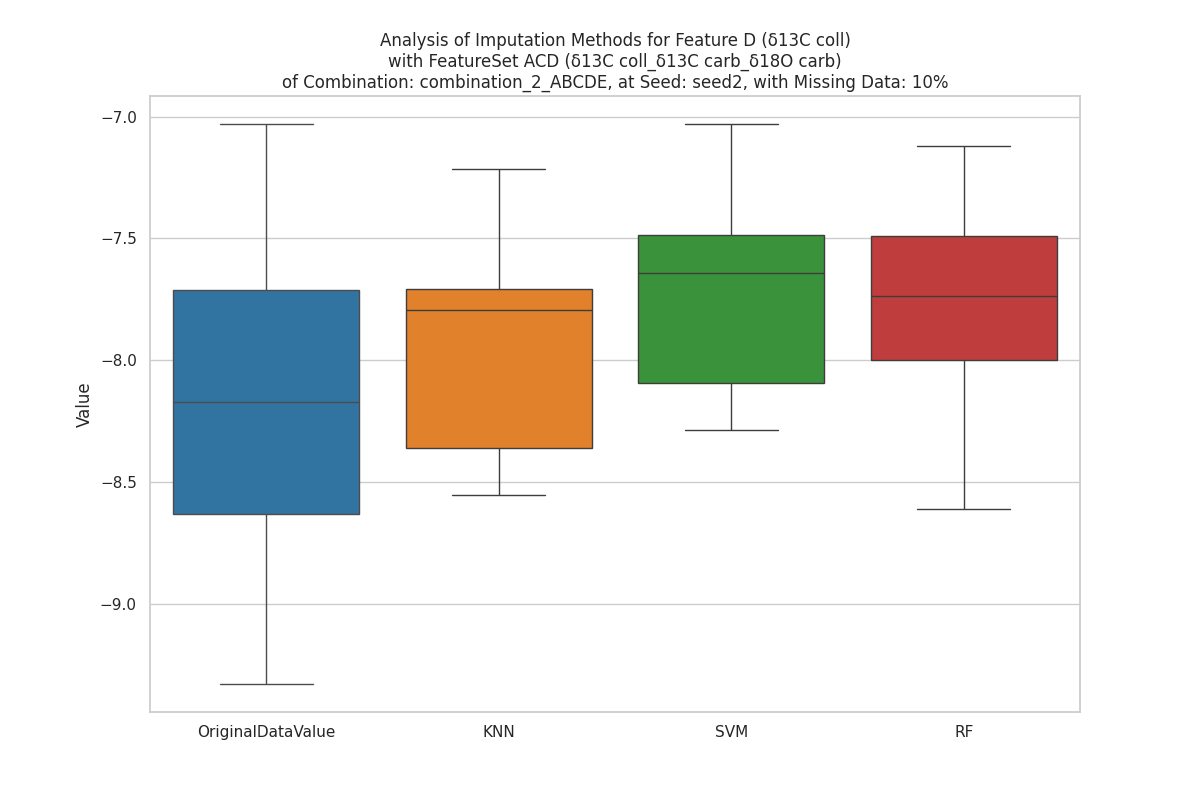 Analysis of Imputation Methods for Feature D (δ13C coll)
with FeatureSet ACD (δ13C coll_δ13C carb_δ18O carb)
of Combination: combination_2_ABCDE, at Seed: seed2, with Missing Data: 10%
−7.0
−7.5
−8.0
−8.5
−9.0
Value
OriginalDataValue
KNN
SVM
RF